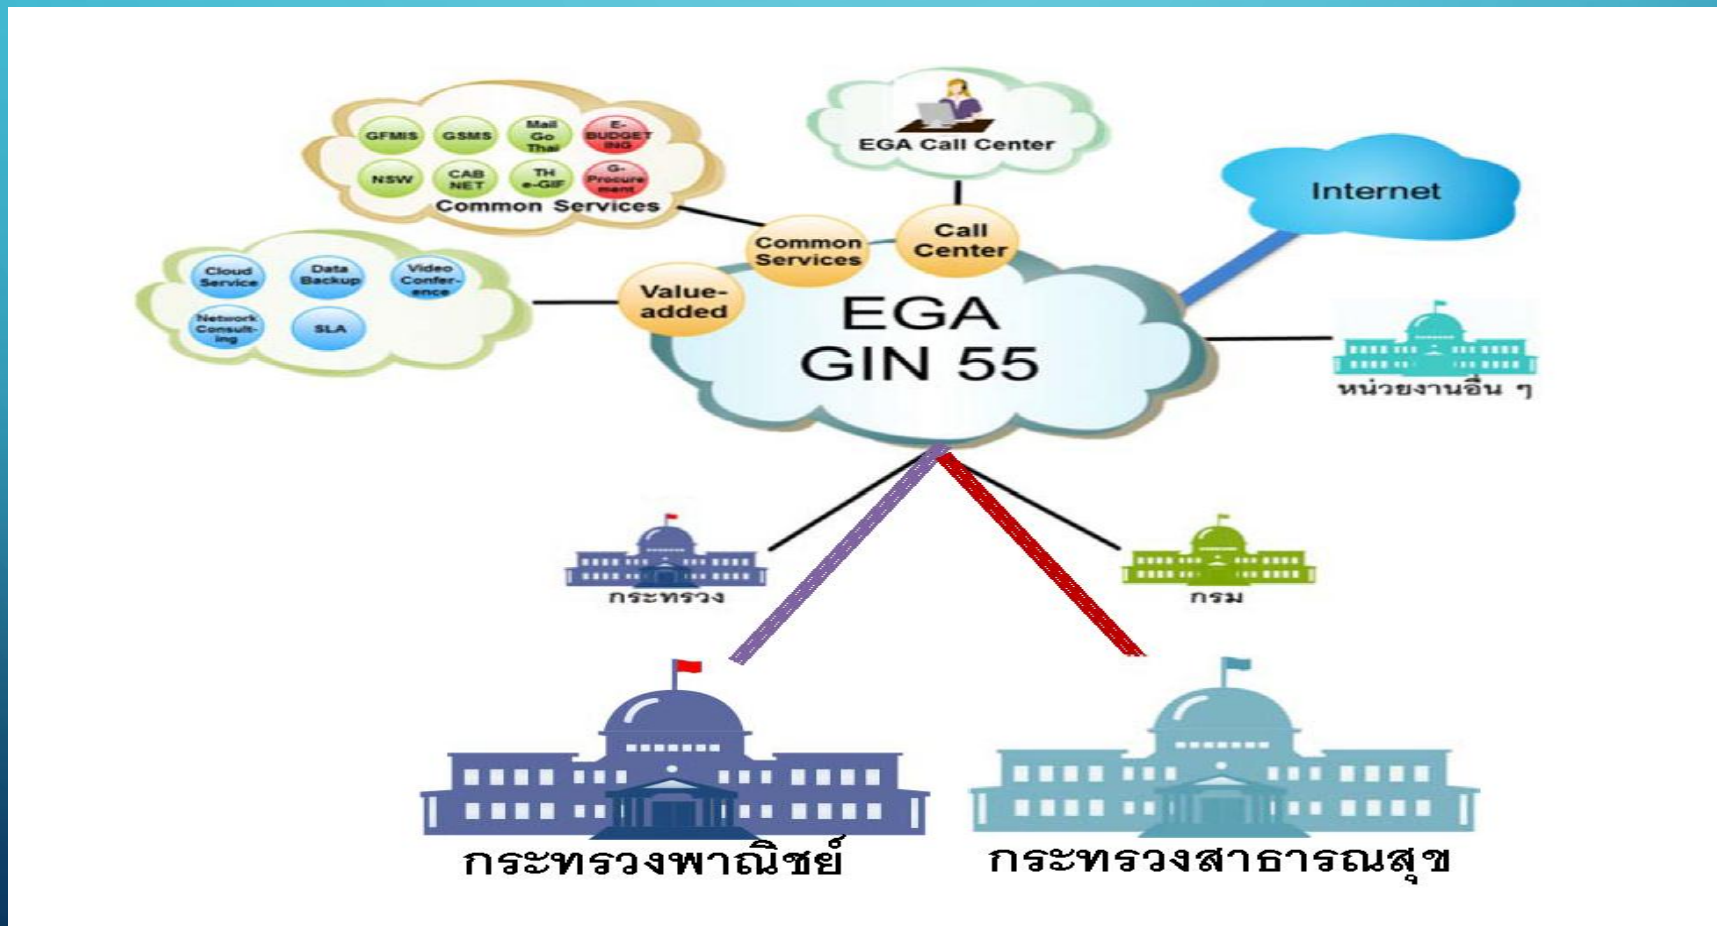 GFMIS
GSMS
Mail
Go
Thai
E-
BUDGET
ING
NSW
CAB
NET
TH
e-GIF
G-
Procure
ment
Common Services
EGA Call Center
Internet
Cloud
Service
Data
Backup
Video
Confer-
ence
Network
Consult-
ing
SLA
Value-
added
Common
Services
Call
Center
EGA
GIN 55
หน่วยงานอื่น ๆ
กระทรวง
กรม
กระทรวงพาณิชย์
กระทรวงสาธารณสุข